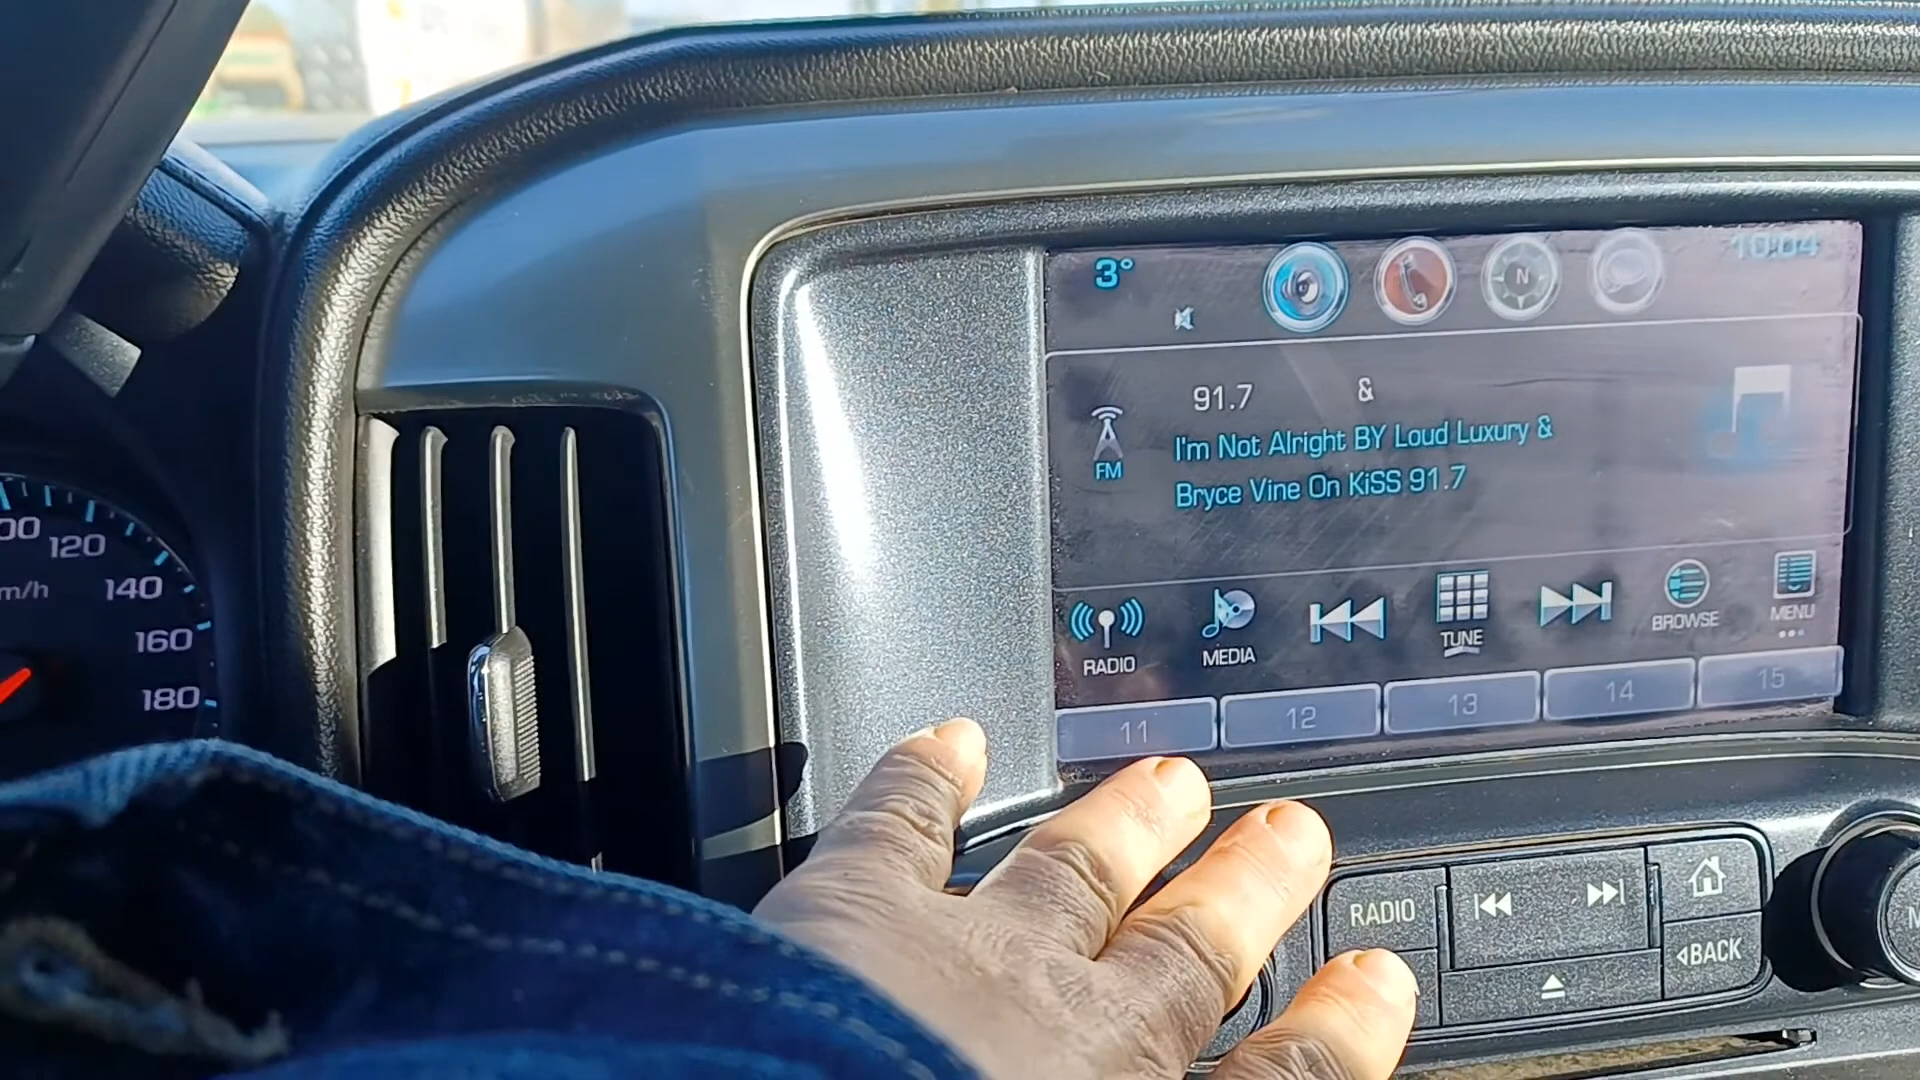 3°
N
10:04
91.7 &
FM
I'm Not Alright BY Loud Luxury &
Bryce Vine On KiSS 91.7
RADIO
MEDIA
TUNE
BROWSE
MENU
11
12
13
14
15
120
140
160
180
RADIO
BACK